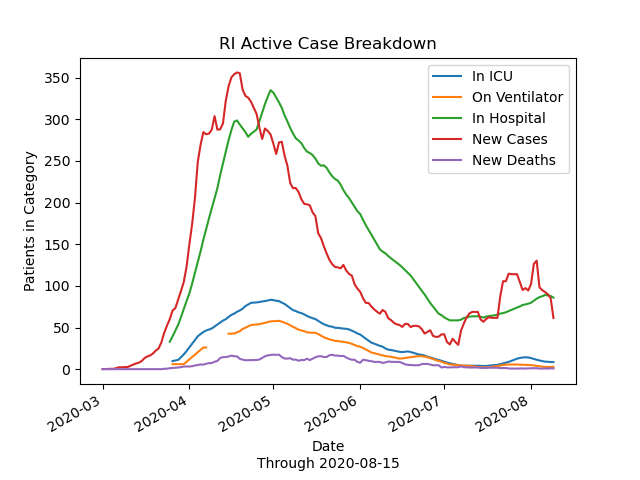 RI Active Case Breakdown
In ICU
On Ventilator
In Hospital
New Cases
New Deaths
Patients in Category
350
300
250
200
150
100
50
0
2020-03
2020-04
2020-05
2020-06
2020-07
2020-08
Date
Through 2020-08-15